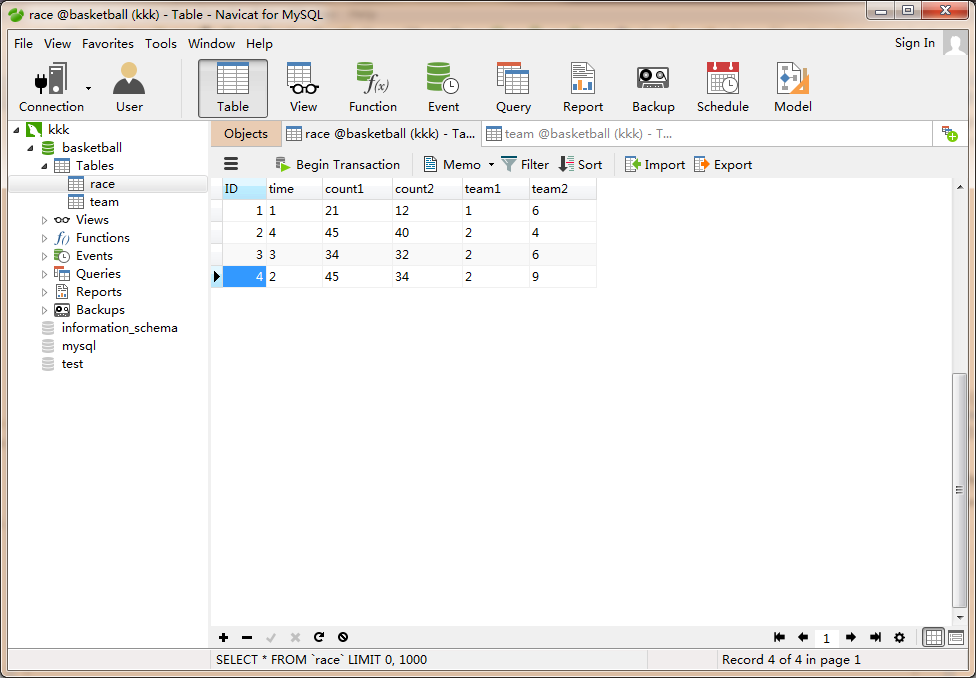 race @basketball (kkk) - Table - Navicat for MySQL
File View Favorites Tools Window Help Sign In
Connection User Table View Function Event Query Report Backup Schedule Model
kkk
basketball
Tables
race
team
Views
Functions
Events
Queries
Reports
Backups
information_schema
mysql
test
Objects race @basketball (kkk) - Ta... team @basketball (kkk) - T...
Begin Transaction Memo Filter Sort Import Export
ID time count1 count2 team1 team2
1 1 21 12 1 6
2 4 45 40 2 4
3 3 34 32 2 6
4 2 45 34 2 9
1
SELECT * FROM `race` LIMIT 0, 1000 Record 4 of 4 in page 1